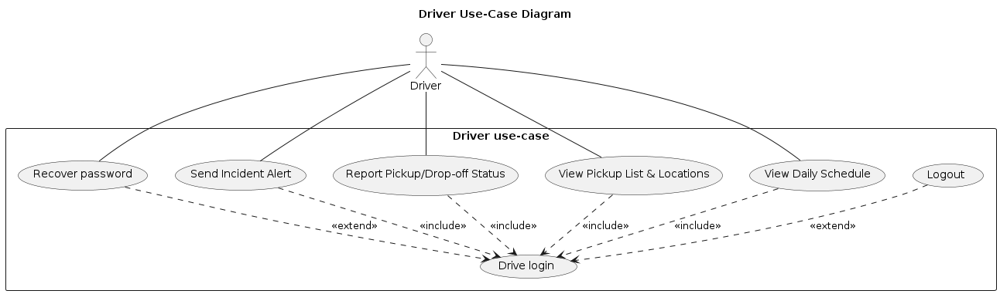 Driver Use-Case Diagram
Driver
Driver use-case
Recover password
Send Incident Alert
Report Pickup/Drop-off Status
View Pickup List & Locations
View Daily Schedule
Logout
«extend»
«include»
«include»
«include»
«include»
«extend»
Drive login